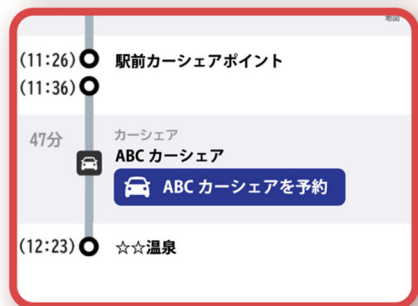 地図
(11:26) 駅前カーシェアポイント
(11:36)
47分
カーシェア
ABC カーシェア
ABC カーシェアを予約
(12:23) ☆☆温泉